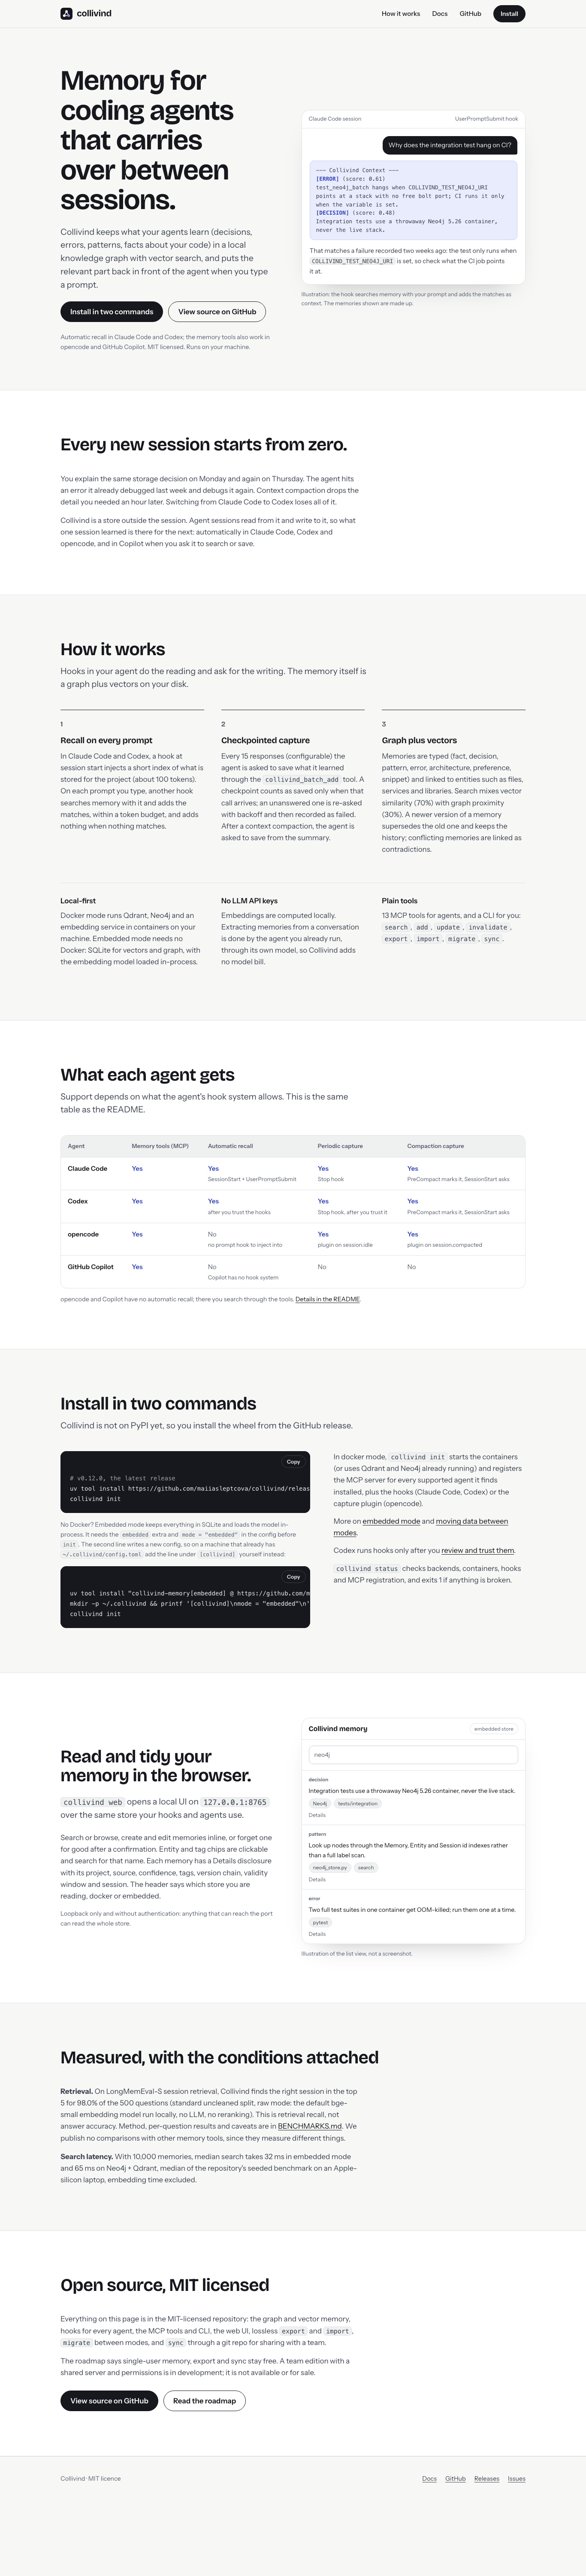 collivind
How it works
Docs
GitHub
Install
Memory for
coding agents
that carries
over between
sessions.
Collivind keeps what your agents learn (decisions,
errors, patterns, facts about your code) in a local
knowledge graph with vector search, and puts the
relevant part back in front of the agent when you type
a prompt.
Install in two commands
View source on GitHub
Automatic recall in Claude Code and Codex; the memory tools also work in
opencode and GitHub Copilot. MIT licensed. Runs on your machine.
Claude Code session
UserPromptSubmit hook
Why does the integration test hang on CI?
--- Collivind Context ---
[ERROR] (score: 0.61)
test_neo4j_batch hangs when COLLIVIND_TEST_NEO4J_URI
points at a stack with no free bolt port; CI runs it only
when the variable is set.
[DECISION] (score: 0.48)
Integration tests use a throwaway Neo4j 5.26 container,
never the live stack.
That matches a failure recorded two weeks ago: the test only runs when
COLLIVIND_TEST_NEO4J_URI is set, so check what the CI job points
it at.
Illustration: the hook searches memory with your prompt and adds the matches as
context. The memories shown are made up.
Every new session starts from zero.
You explain the same storage decision on Monday and again on Thursday. The agent hits
an error it already debugged last week and debugs it again. Context compaction drops the
detail you needed an hour later. Switching from Claude Code to Codex loses all of it.
Collivind is a store outside the session. Agent sessions read from it and write to it, so what
one session learned is there for the next: automatically in Claude Code, Codex and
opencode, and in Copilot when you ask it to search or save.
How it works
Hooks in your agent do the reading and ask for the writing. The memory itself is
a graph plus vectors on your disk.
1
Recall on every prompt
In Claude Code and Codex, a hook at
session start injects a short index of what is
stored for the project (about 100 tokens).
On each prompt you type, another hook
searches memory with it and adds the
matches, within a token budget, and adds
nothing when nothing matches.
2
Checkpointed capture
Every 15 responses (configurable) the
agent is asked to save what it learned
through the collivind_batch_add tool. A
checkpoint counts as saved only when that
call arrives; an unanswered one is re-asked
with backoff and then recorded as failed.
After a context compaction, the agent is
asked to save from the summary.
3
Graph plus vectors
Memories are typed (fact, decision,
pattern, error, architecture, preference,
snippet) and linked to entities such as files,
services and libraries. Search mixes vector
similarity (70%) with graph proximity
(30%). A newer version of a memory
supersedes the old one and keeps the
history; conflicting memories are linked as
contradictions.
Local-first
Docker mode runs Qdrant, Neo4j and an
embedding service in containers on your
machine. Embedded mode needs no
Docker: SQLite for vectors and graph, with
the embedding model loaded in-process.
No LLM API keys
Embeddings are computed locally.
Extracting memories from a conversation
is done by the agent you already run,
through its own model, so Collivind adds
no model bill.
Plain tools
13 MCP tools for agents, and a CLI for you:
search, add, update, invalidate,
export, import, migrate, sync.
What each agent gets
Support depends on what the agent's hook system allows. This is the same
table as the README.
Agent
Memory tools (MCP)
Automatic recall
Periodic capture
Compaction capture
Claude Code
Yes
Yes
SessionStart + UserPromptSubmit
Yes
Stop hook
Yes
PreCompact marks it, SessionStart asks
Codex
Yes
Yes
after you trust the hooks
Yes
Stop hook, after you trust it
Yes
PreCompact marks it, SessionStart asks
opencode
Yes
No
no prompt hook to inject into
Yes
plugin on session.idle
Yes
plugin on session.compacted
GitHub Copilot
Yes
No
Copilot has no hook system
No
No
opencode and Copilot have no automatic recall: there you search through the tools. Details in the README.
Install in two commands
Collivind is not on PyPI yet, so you install the wheel from the GitHub release.
Copy
# v0.12.0, the latest release
uv tool install https://github.com/maiiasleptcova/collivind/releas
collivind init
No Docker? Embedded mode keeps everything in SQLite and loads the model in-
process. It needs the embedded extra and mode = "embedded" in the config before
init. The second line writes a new config, so on a machine that already has
~/.collivind/config.toml add the line under [collivind] yourself instead:
Copy
uv tool install "collivind-memory[embedded] @ https://github.com/m
mkdir -p ~/.collivind && printf '[collivind]\nmode = "embedded"\n'
collivind init
In docker mode, collivind init starts the containers
(or uses Qdrant and Neo4j already running) and registers
the MCP server for every supported agent it finds
installed, plus the hooks (Claude Code, Codex) or the
capture plugin (opencode).
More on embedded mode and moving data between
modes.
Codex runs hooks only after you review and trust them.
collivind status checks backends, containers, hooks
and MCP registration, and exits 1 if anything is broken.
Read and tidy your
memory in the browser.
collivind web opens a local UI on 127.0.0.1:8765
over the same store your hooks and agents use.
Search or browse, create and edit memories inline, or forget one
for good after a confirmation. Entity and tag chips are clickable
and search for that name. Each memory has a Details disclosure
with its project, source, confidence, tags, version chain, validity
window and session. The header says which store you are
reading, docker or embedded.
Loopback only and without authentication: anything that can reach the port
can read the whole store.
Collivind memory
embedded store
neo4j
decision
Integration tests use a throwaway Neo4j 5.26 container, never the live stack.
Neo4j
tests/integration
Details
pattern
Look up nodes through the Memory, Entity and Session id indexes rather
than a full label scan.
neo4j_store.py
search
Details
error
Two full test suites in one container get OOM-killed; run them one at a time.
pytest
Details
Illustration of the list view, not a screenshot.
Measured, with the conditions attached
Retrieval. On LongMemEval-S session retrieval, Collivind finds the right session in the top
5 for 98.0% of the 500 questions (standard uncleaned split, raw mode: the default bge-
small embedding model run locally, no LLM, no reranking). This is retrieval recall, not
answer accuracy. Method, per-question results and caveats are in BENCHMARKS.md. We
publish no comparisons with other memory tools, since they measure different things.
Search latency. With 10,000 memories, median search takes 32 ms in embedded mode
and 65 ms on Neo4j + Qdrant, median of the repository's seeded benchmark on an Apple-
silicon laptop, embedding time excluded.
Open source, MIT licensed
Everything on this page is in the MIT-licensed repository: the graph and vector memory,
hooks for every agent, the MCP tools and CLI, the web UI, lossless export and import,
migrate between modes, and sync through a git repo for sharing with a team.
The roadmap says single-user memory, export and sync stay free. A team edition with a
shared server and permissions is in development; it is not available or for sale.
View source on GitHub
Read the roadmap
Collivind · MIT licence
Docs
GitHub
Releases
Issues